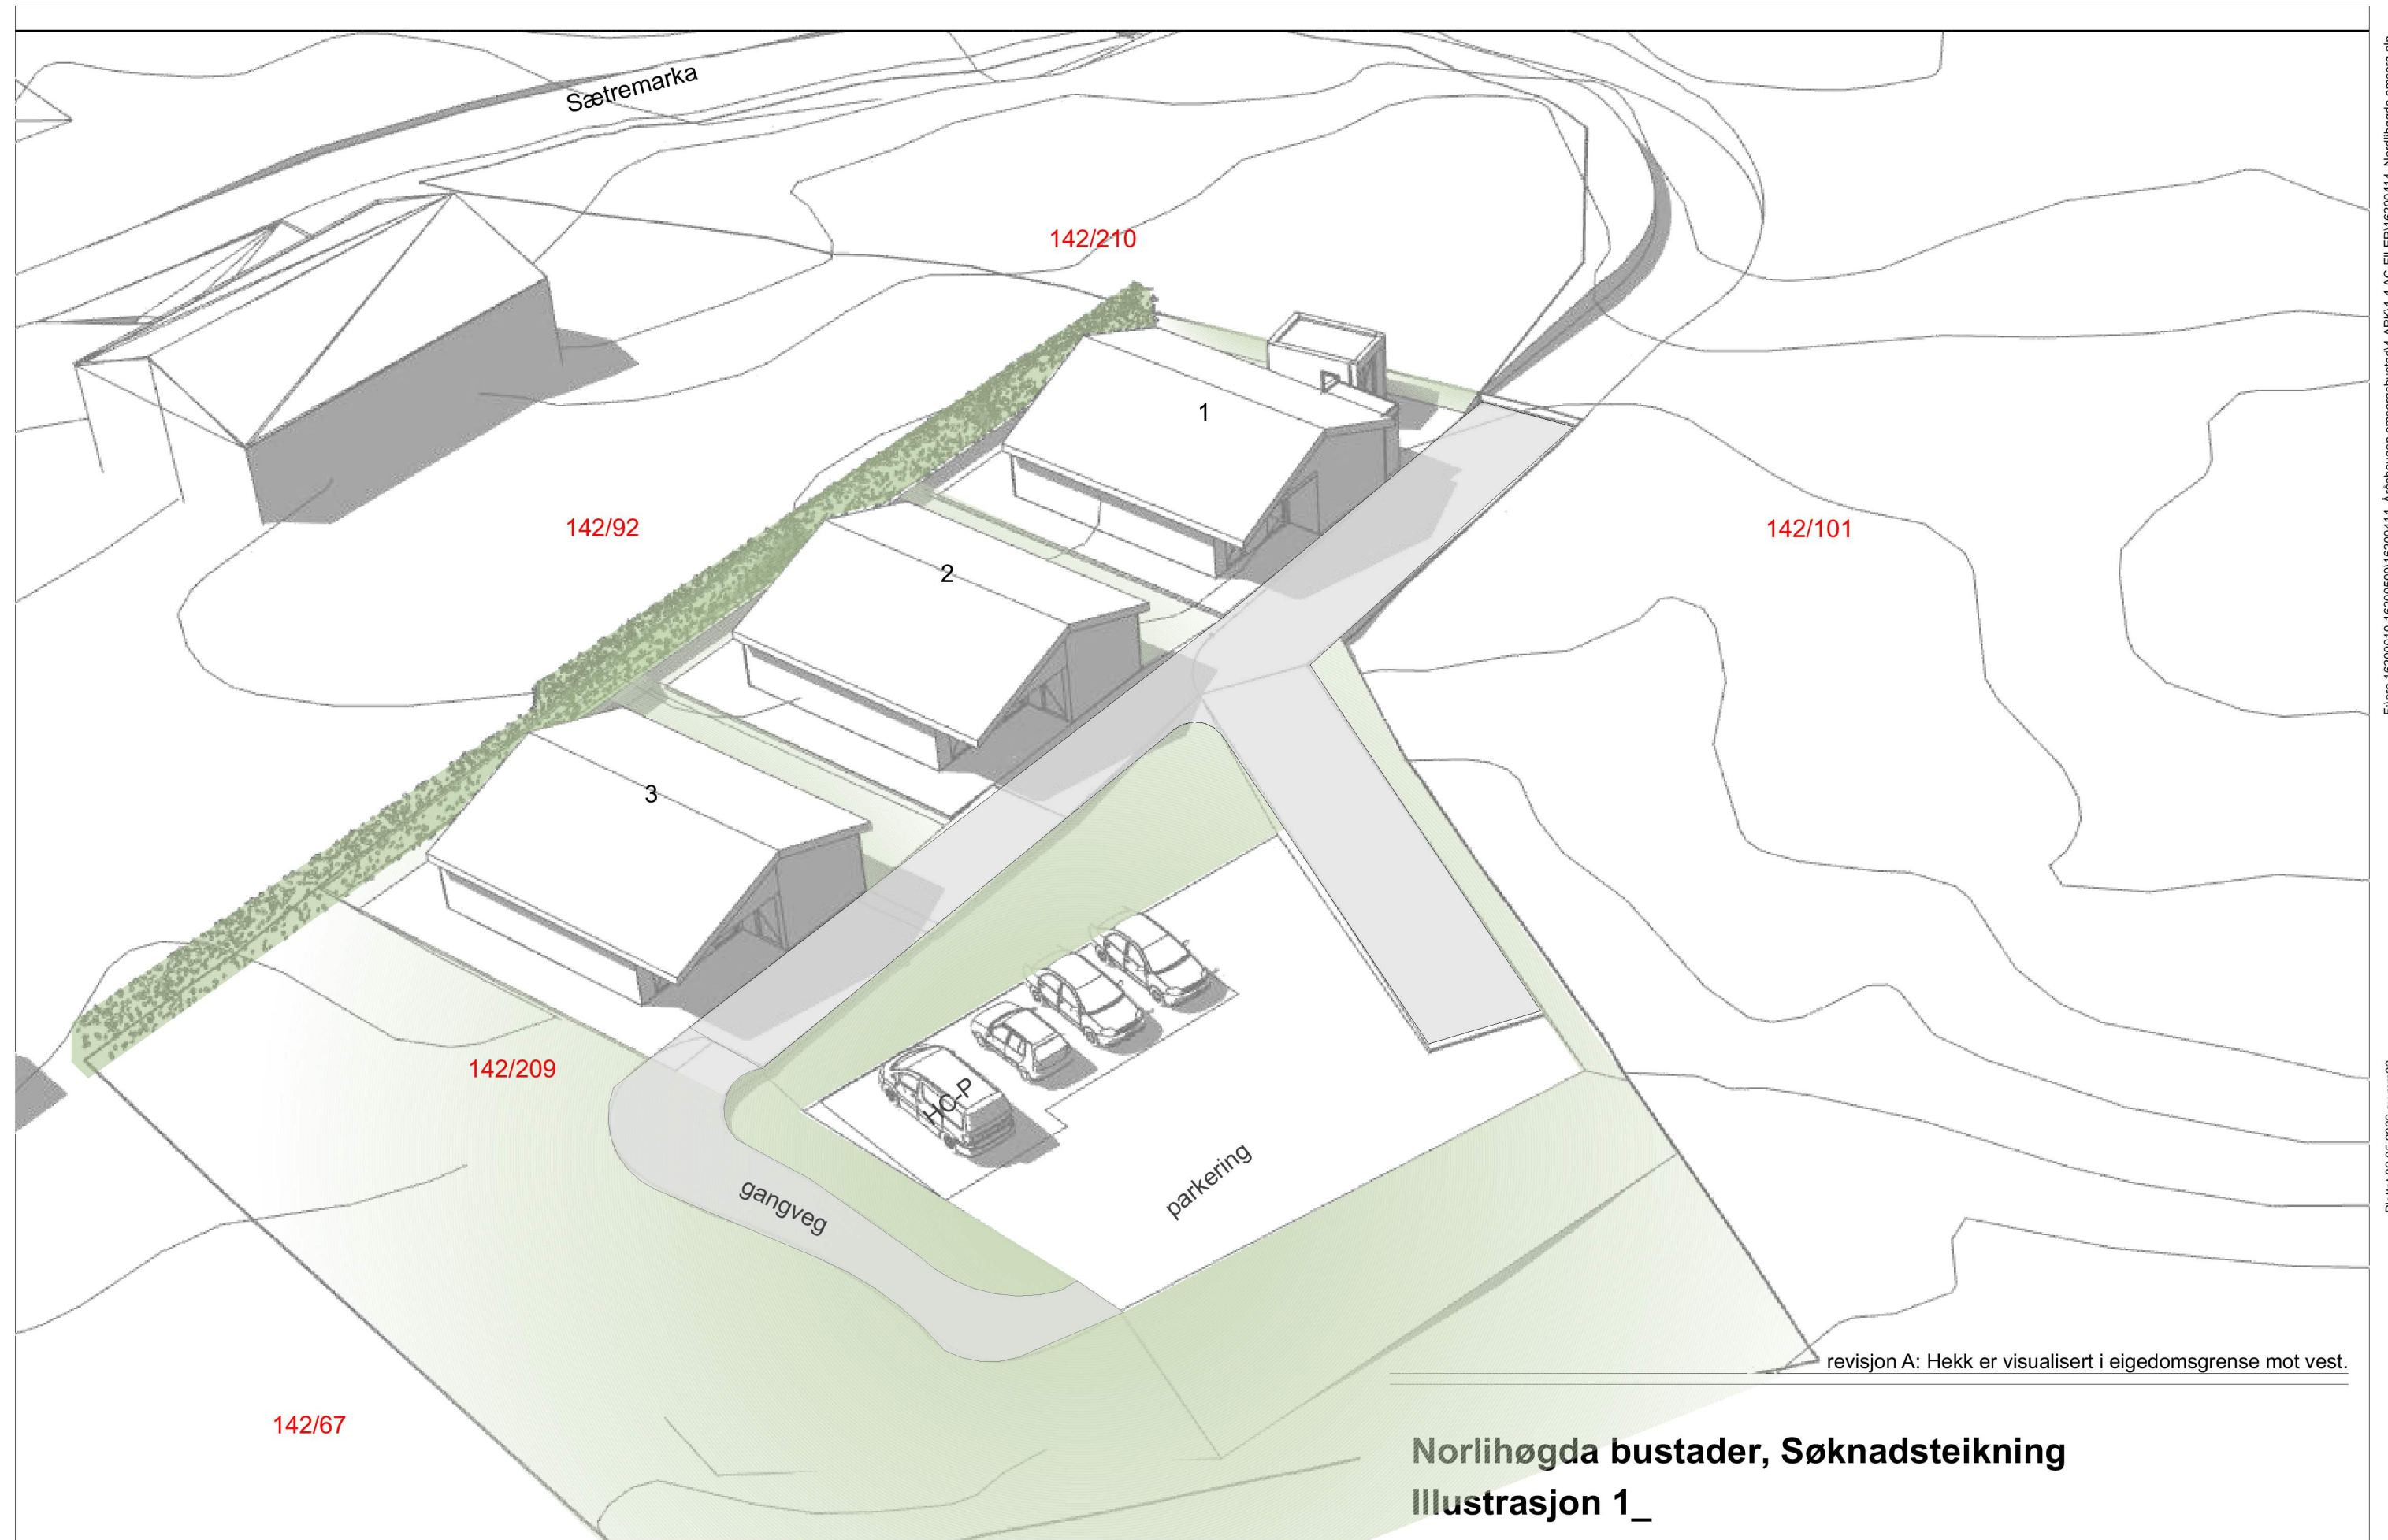 Sætremarka
142/210
1
142/92
142/101
2
3
142/209
HC-P
parkering
gangveg
revisjon A: Hekk er visualisert i eigedomsgrense mot vest.
142/67
Norlihøgda bustader, Søknadsteikning
Illustrasjon 1_